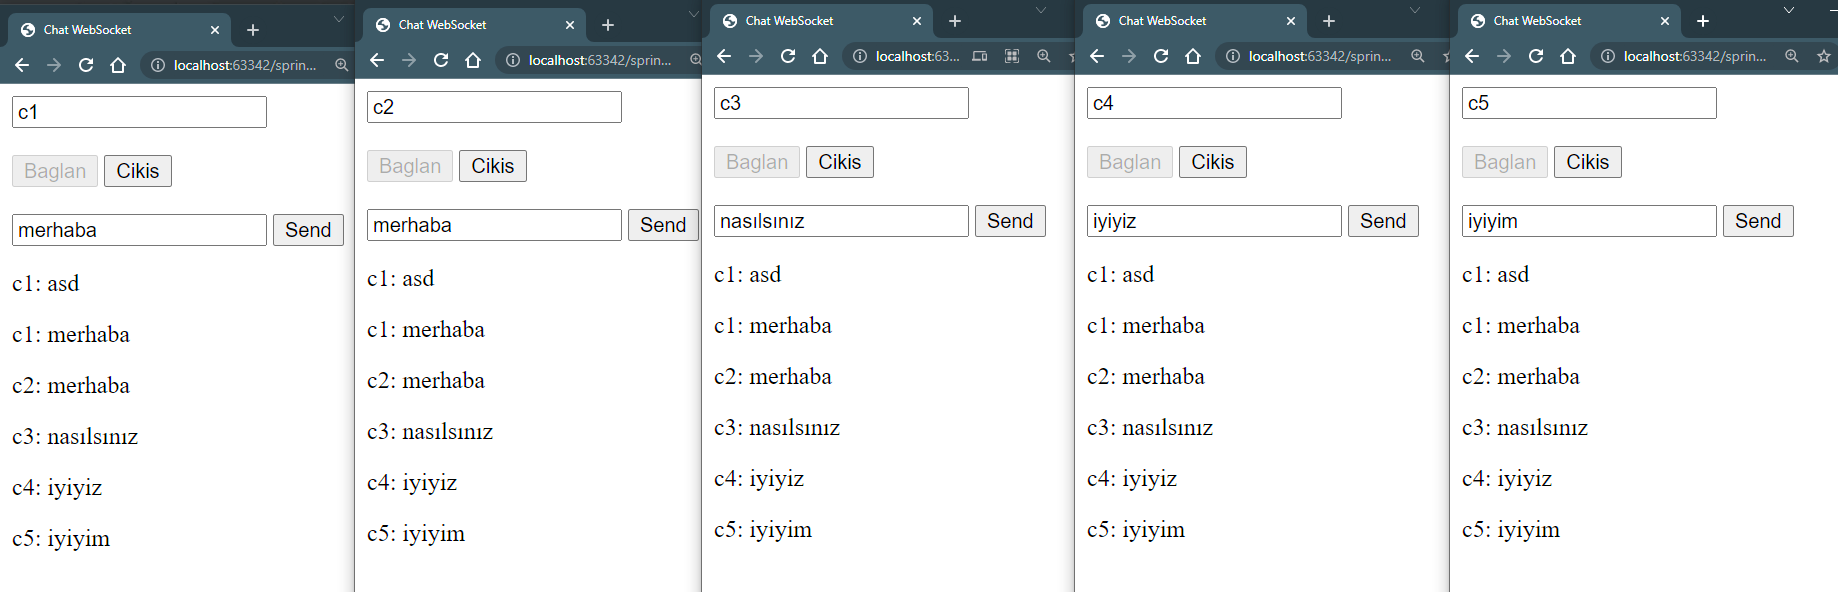 Chat WebSocket
localhost:63342/sprin...
c1
Baglan Cikis
merhaba Send
c1: asd
c1: merhaba
c2: merhaba
c3: nasılsınız
c4: iyiyiz
c5: iyiyim
Chat WebSocket
localhost:63342/sprin...
c2
Baglan Cikis
merhaba Send
c1: asd
c1: merhaba
c2: merhaba
c3: nasılsınız
c4: iyiyiz
c5: iyiyim
Chat WebSocket
localhost:63...
c3
Baglan Cikis
nasılsınız Send
c1: asd
c1: merhaba
c2: merhaba
c3: nasılsınız
c4: iyiyiz
c5: iyiyim
Chat WebSocket
localhost:63342/sprin...
c4
Baglan Cikis
iyiyiz Send
c1: asd
c1: merhaba
c2: merhaba
c3: nasılsınız
c4: iyiyiz
c5: iyiyim
Chat WebSocket
localhost:63342/sprin...
c5
Baglan Cikis
iyiyim Send
c1: asd
c1: merhaba
c2: merhaba
c3: nasılsınız
c4: iyiyiz
c5: iyiyim